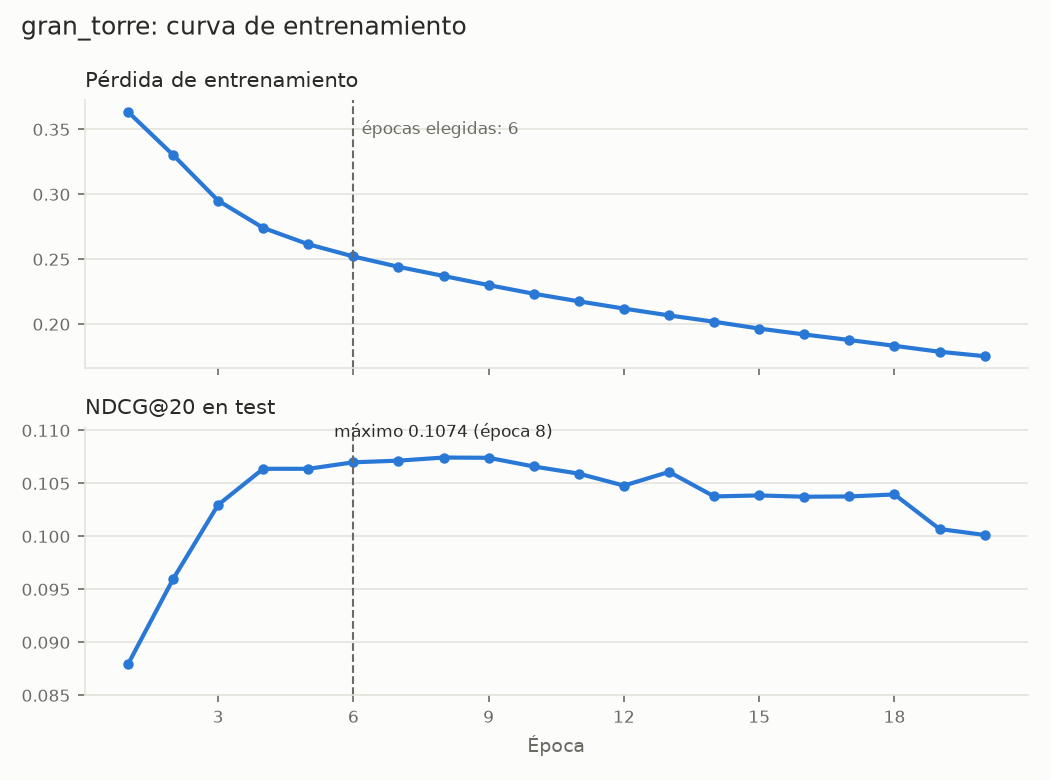 gran_torre: curva de entrenamiento
Pérdida de entrenamiento
épocas elegidas: 6
0.35
0.30
0.25
0.20
NDCG@20 en test
máximo 0.1074 (época 8)
0.110
0.105
0.100
0.095
0.090
0.085
3 6 9 12 15 18
Época